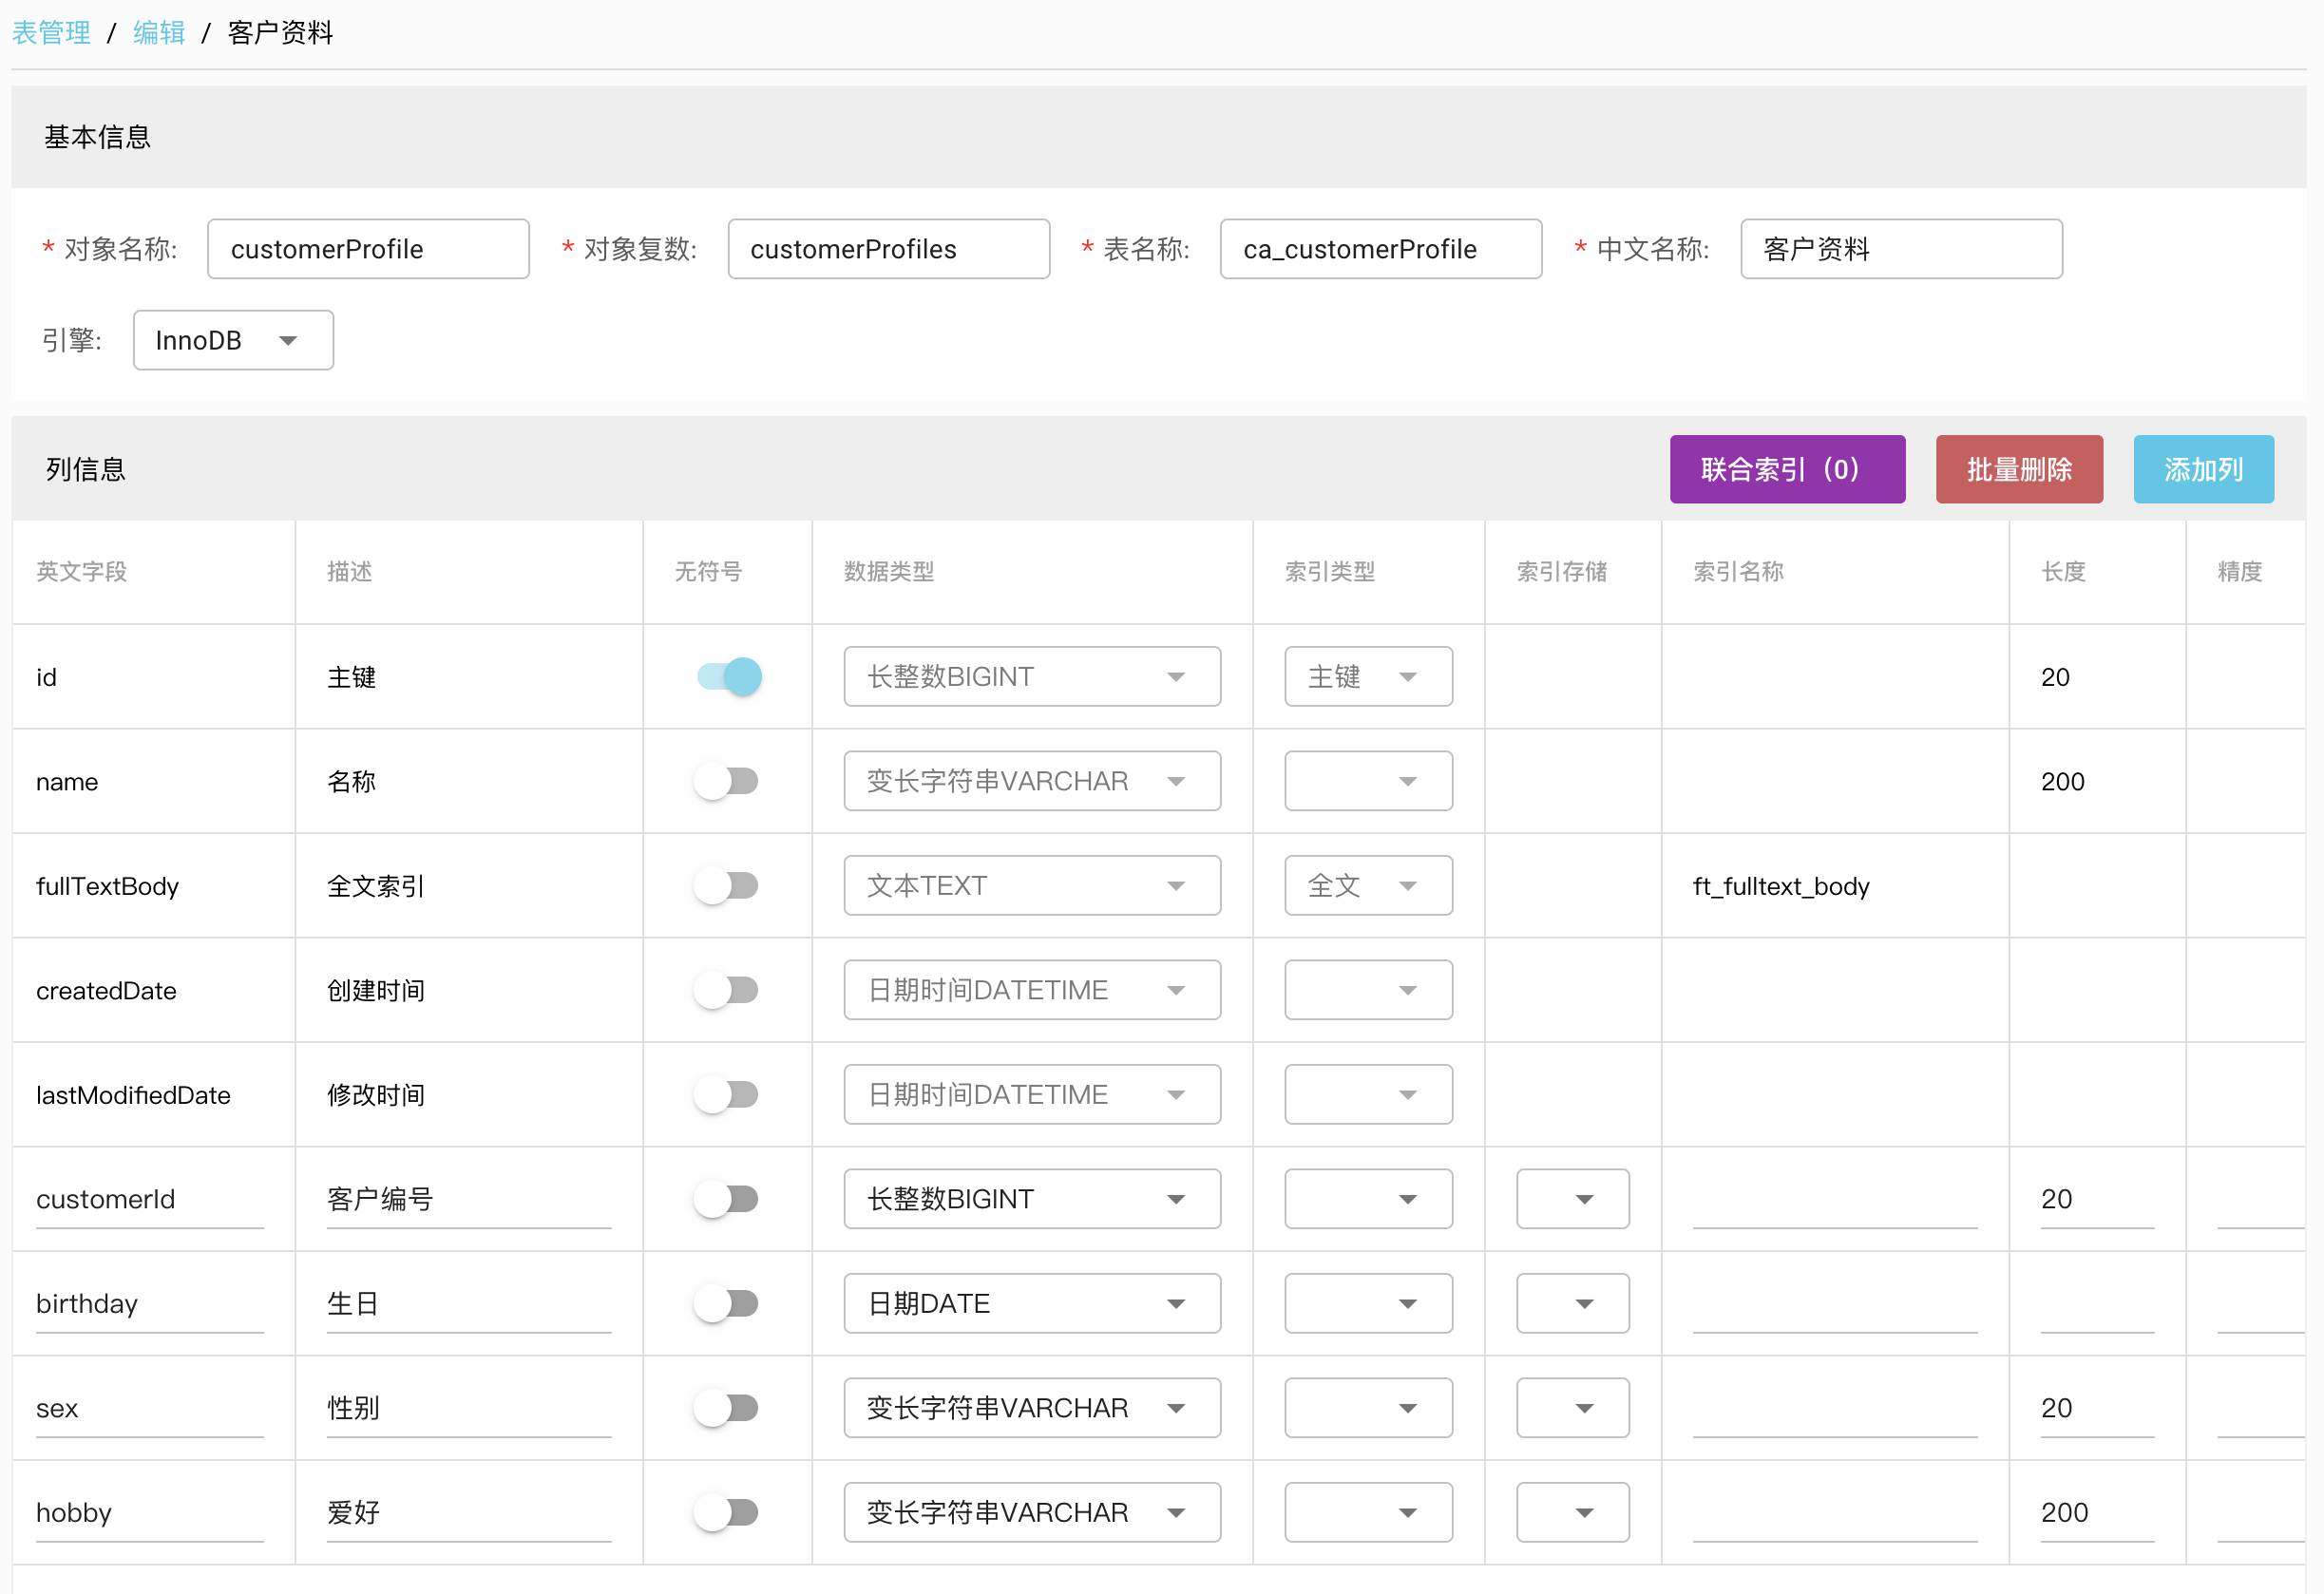 表管理 / 编辑 / 客户资料
基本信息
* 对象名称: customerProfile * 对象复数: customerProfiles * 表名称: ca_customerProfile * 中文名称: 客户资料
引擎: InnoDB
列信息 联合索引（0） 批量删除 添加列
英文字段 描述 无符号 数据类型 索引类型 索引存储 索引名称 长度 精度
id 主键 长整数BIGINT 主键 20
name 名称 变长字符串VARCHAR 200
fullTextBody 全文索引 文本TEXT 全文 ft_fulltext_body
createdDate 创建时间 日期时间DATETIME
lastModifiedDate 修改时间 日期时间DATETIME
customerId 客户编号 长整数BIGINT 20
birthday 生日 日期DATE
sex 性别 变长字符串VARCHAR 20
hobby 爱好 变长字符串VARCHAR 200